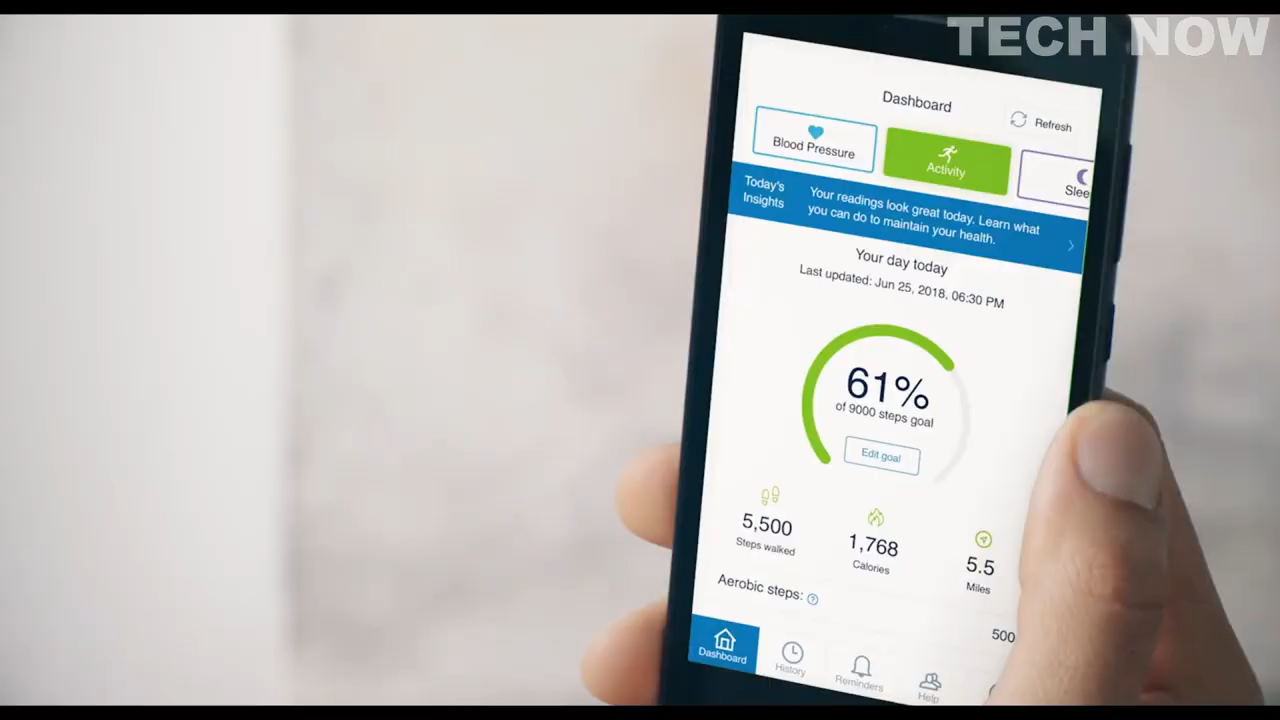 TECH NOW
Dashboard
Refresh
Blood Pressure
Activity
Slee
Today's
Insights
Your readings look great today. Learn what
you can do to maintain your health.
Your day today
Last updated: Jun 25, 2018, 06:30 PM
61%
of 9000 steps goal
Edit goal
5,500
Steps walked
1,768
Calories
5.5
Miles
Aerobic steps:
500
Dashboard
History
Reminders
Help